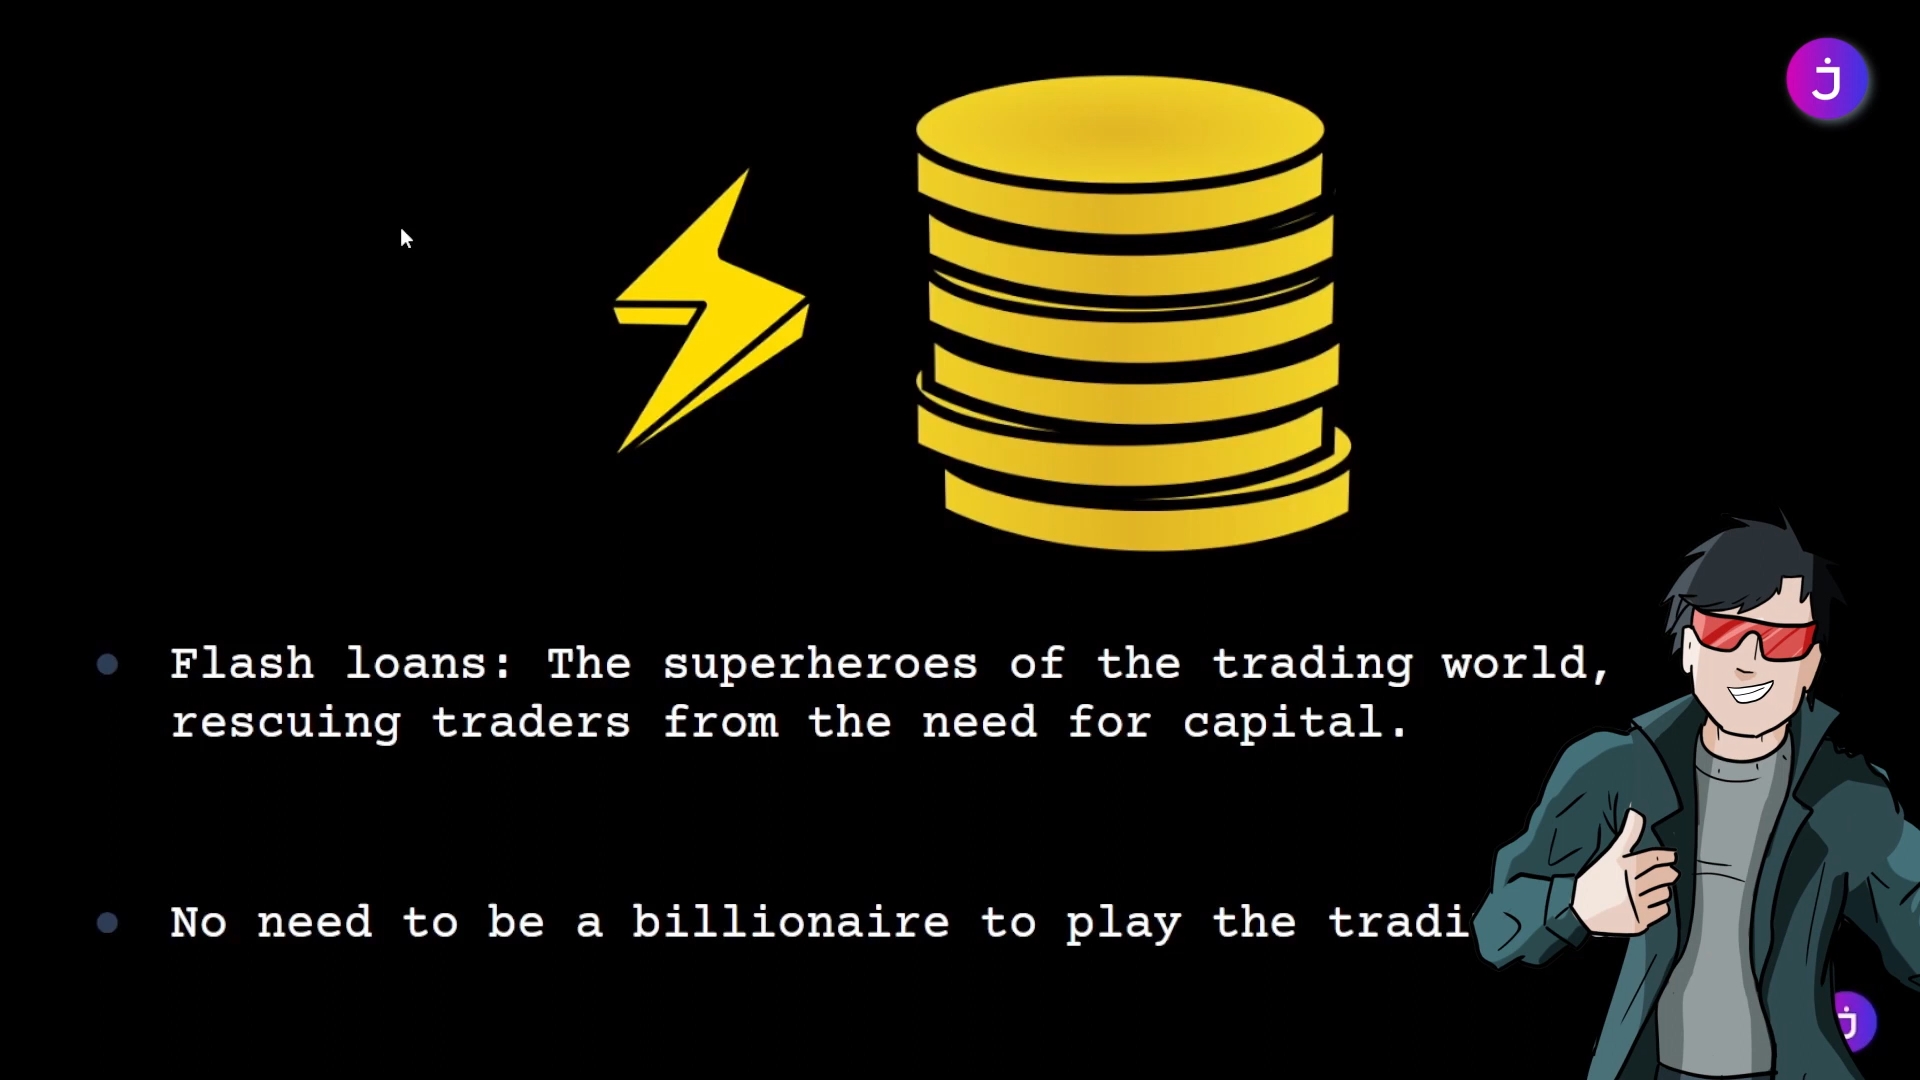 J
Flash loans: The superheroes of the trading world,
rescuing traders from the need for capital.
No need to be a billionaire to play the
J